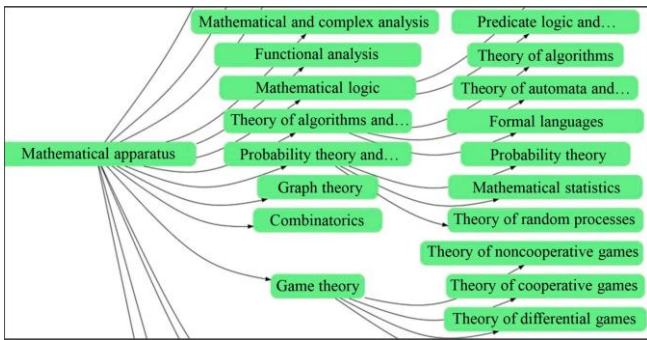 Mathematical and complex analysis
Predicate logic and…
Functional analysis
Theory of algorithms
Mathematical logic
Theory of automata and…
Theory of algorithms and…
Formal languages
Mathematical apparatus
Probability theory and…
Probability theory
Graph theory
Mathematical statistics
Combinatorics
Theory of random processes
Theory of noncooperative games
Game theory
Theory of cooperative games
Theory of differential games